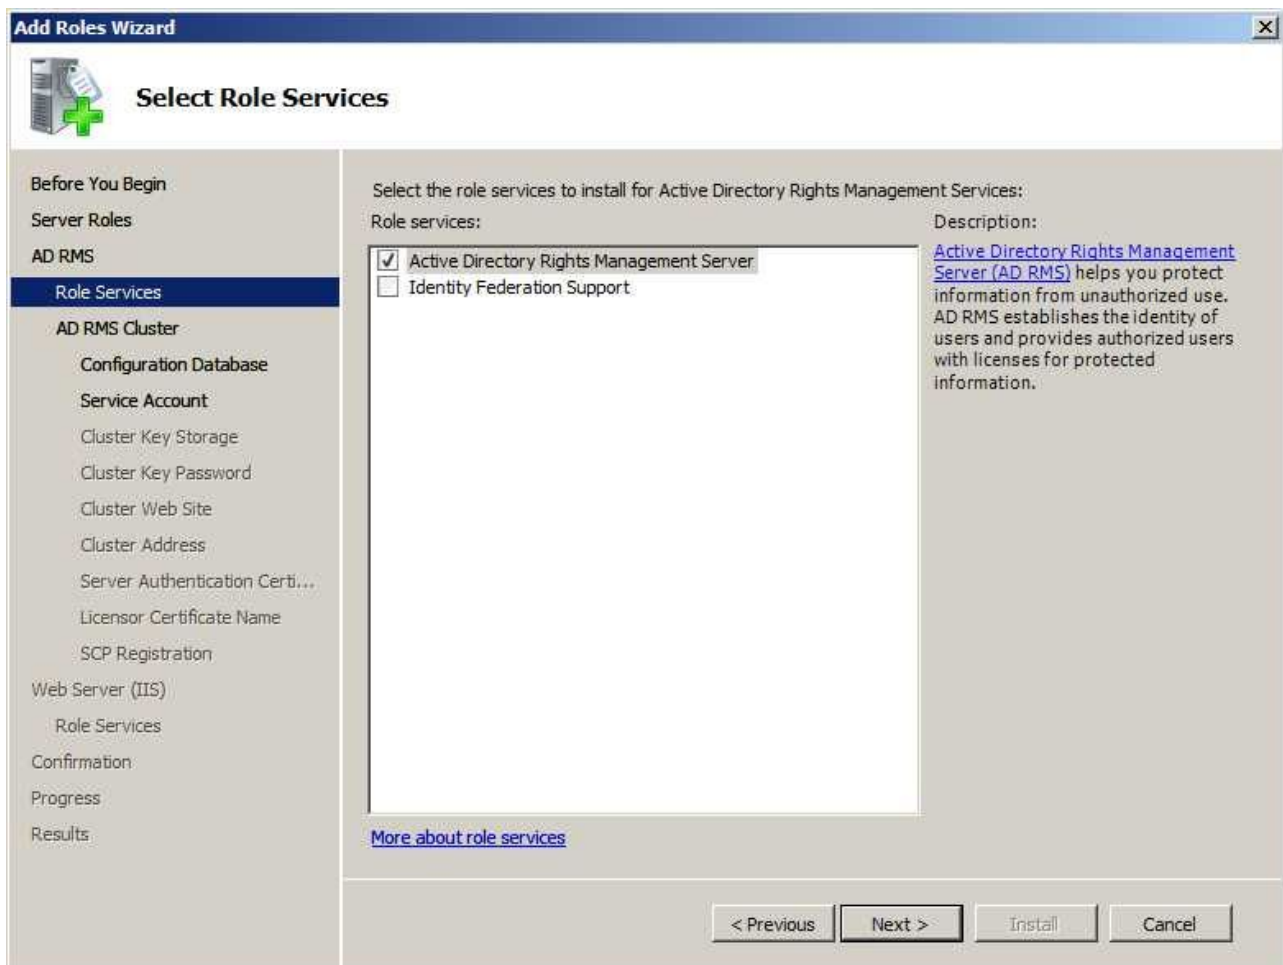 Add Roles Wizard
Select Role Services
Before You Begin
Server Roles
AD RMS
Role Services
AD RMS Cluster
Configuration Database
Service Account
Cluster Key Storage
Cluster Key Password
Cluster Web Site
Cluster Address
Server Authentication Certi...
Licensor Certificate Name
SCP Registration
Web Server (IIS)
Role Services
Confirmation
Progress
Results
Select the role services to install for Active Directory Rights Management Services:
Role services:
Active Directory Rights Management Server
Identity Federation Support
More about role services
Description:
Active Directory Rights Management
Server (AD RMS) helps you protect
information from unauthorized use.
AD RMS establishes the identity of
users and provides authorized users
with licenses for protected
information.
< Previous
Next >
Install
Cancel